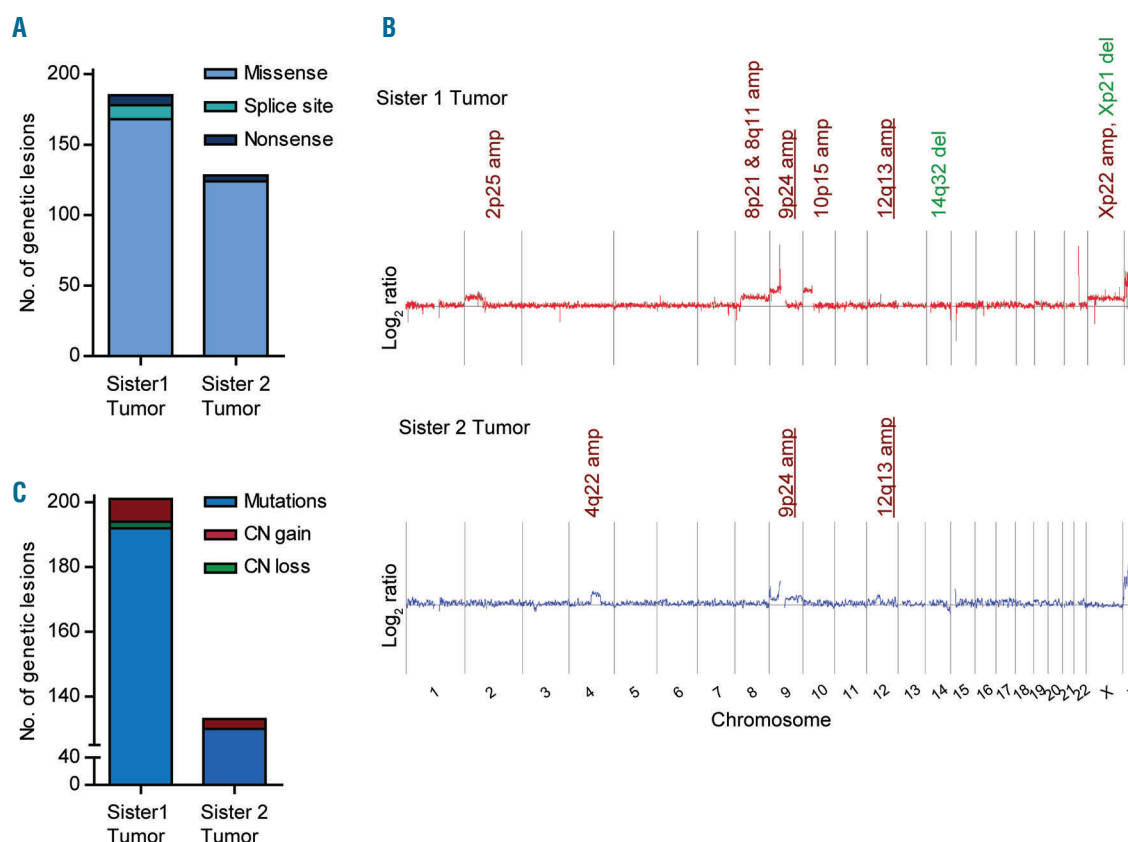 A
No. of genetic lesions
200
150
100
50
0
Missense
Splice site
Nonsense
Sister1
Tumor
Sister 2
Tumor
B
Sister 1 Tumor
2p25 amp
8p21 & 8q11 amp
9p24 amp
10p15 amp
12q13 amp
14q32 del
Xp22 amp, Xp21 del
Log2 ratio
Sister 2 Tumor
4q22 amp
9p24 amp
12q13 amp
Log2 ratio
1 2 3 4 5 6 7 8 9 10 11 12 13 14 15 16 17 18 19 20 21 22 X
Chromosome
C
No. of genetic lesions
200
180
160
140
40
0
Mutations
CN gain
CN loss
Sister1
Tumor
Sister 2
Tumor